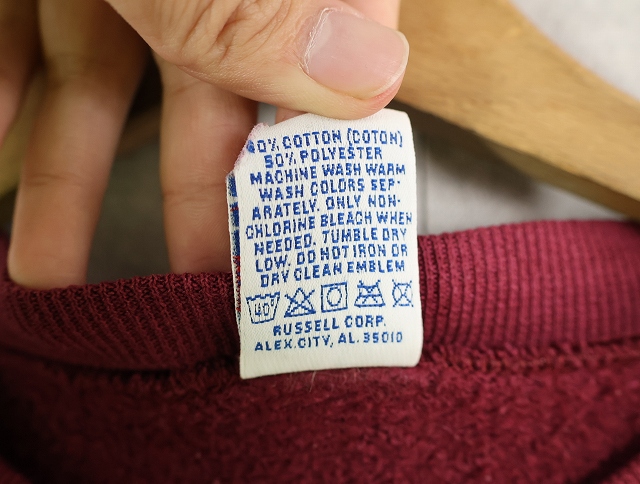 50% COTTON (COTON)
50% POLYESTER
MACHINE WASH WARM
WASH COLORS SEP-
ARATELY. ONLY NON-
CHLORINE BLEACH WHEN
NEEDED. TUMBLE DRY
LOW. DO NOT IRON OR
DRY CLEAN EMBLEM
40
RUSSELL CORP.
ALEX.CITY, AL. 35010